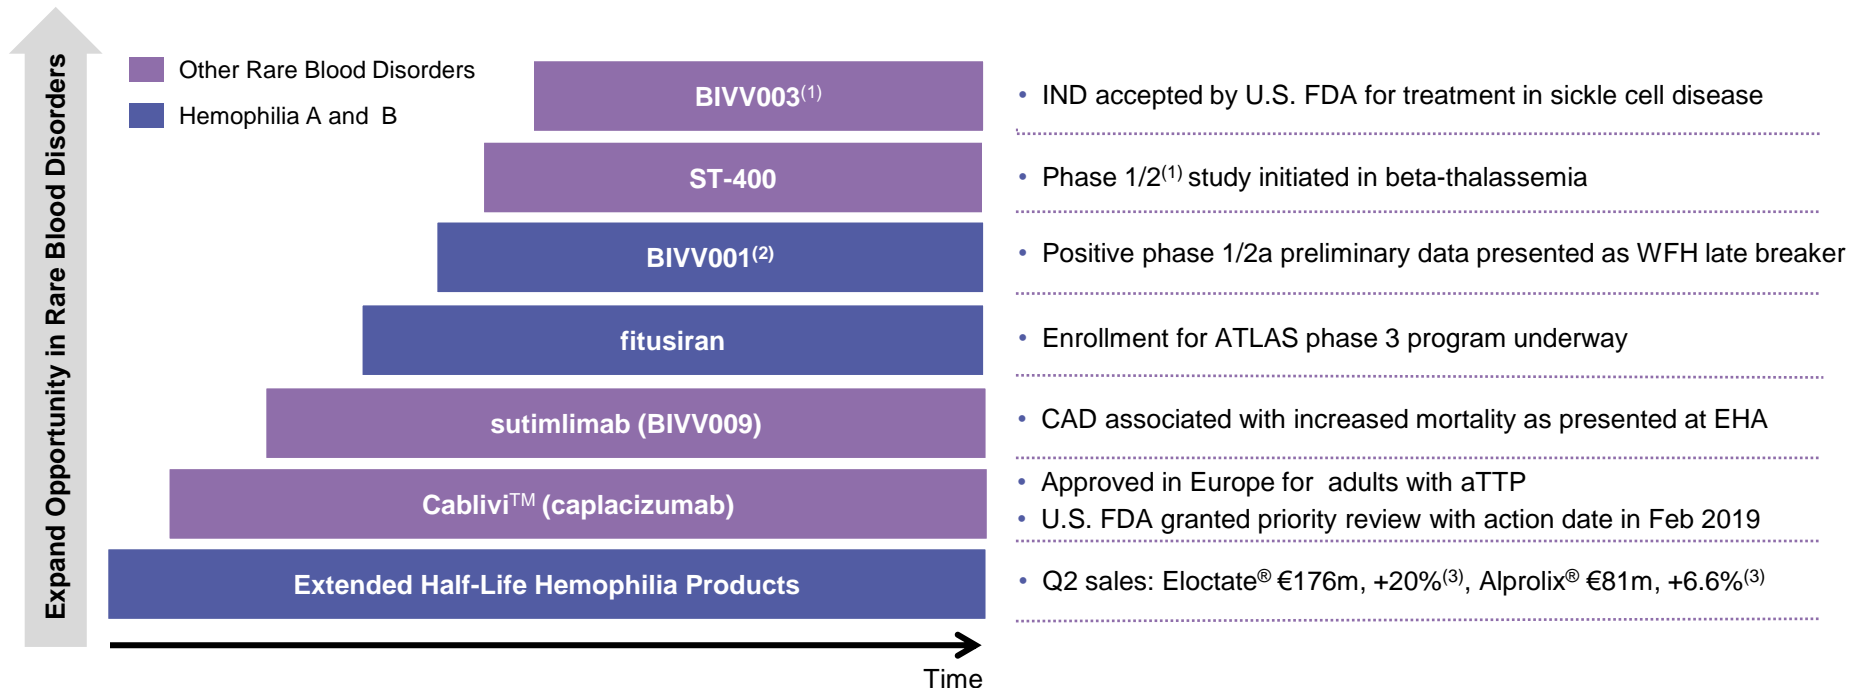 Expand Opportunity in Rare Blood Disorders
Other Rare Blood Disorders
Hemophilia A and B
BIVV003(1)
• IND accepted by U.S. FDA for treatment in sickle cell disease
ST-400
• Phase 1/2(1) study initiated in beta-thalassemia
BIVV001(2)
• Positive phase 1/2a preliminary data presented as WFH late breaker
fitusiran
• Enrollment for ATLAS phase 3 program underway
sutimlimab (BIVV009)
• CAD associated with increased mortality as presented at EHA
Cablivi™ (caplacizumab)
• Approved in Europe for adults with aTTP
• U.S. FDA granted priority review with action date in Feb 2019
Extended Half-Life Hemophilia Products
• Q2 sales: Eloctate® €176m, +20%(3), Alprolix® €81m, +6.6%(3)
Time